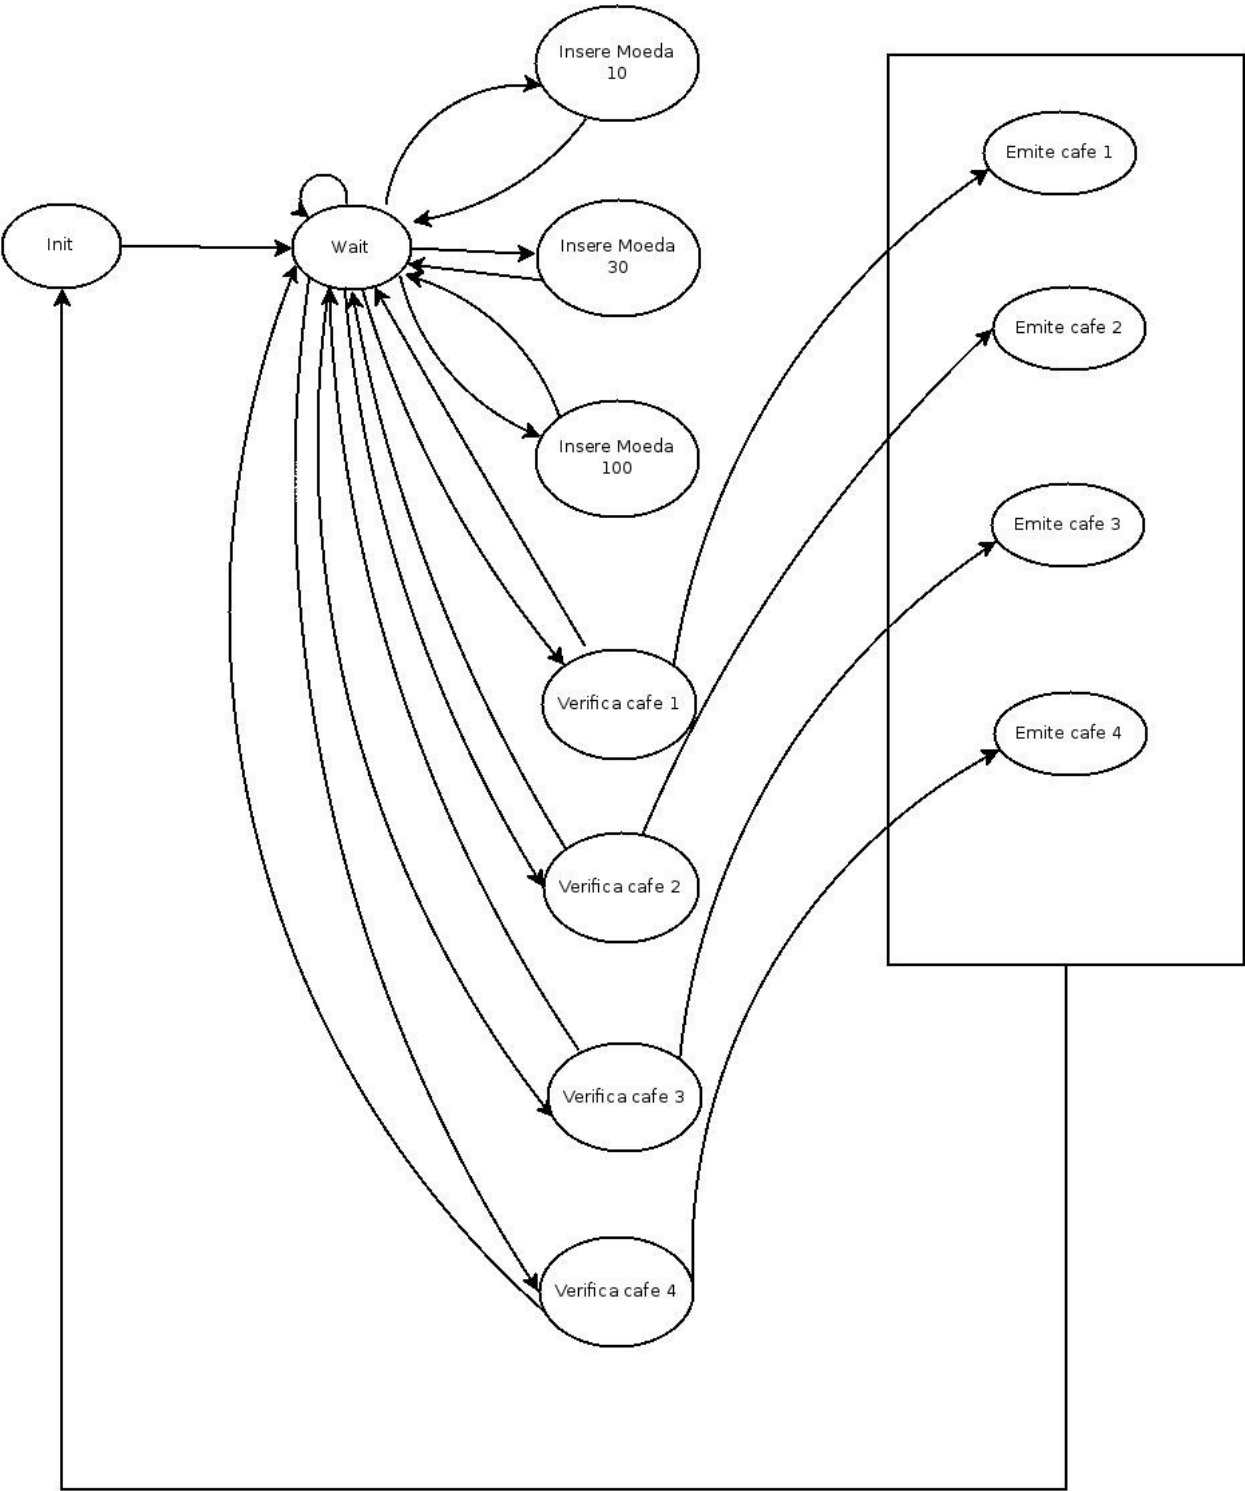 Init
Wait
Insere Moeda
10
Insere Moeda
30
Insere Moeda
100
Verifica cafe 1
Verifica cafe 2
Verifica cafe 3
Verifica cafe 4
Emite cafe 1
Emite cafe 2
Emite cafe 3
Emite cafe 4